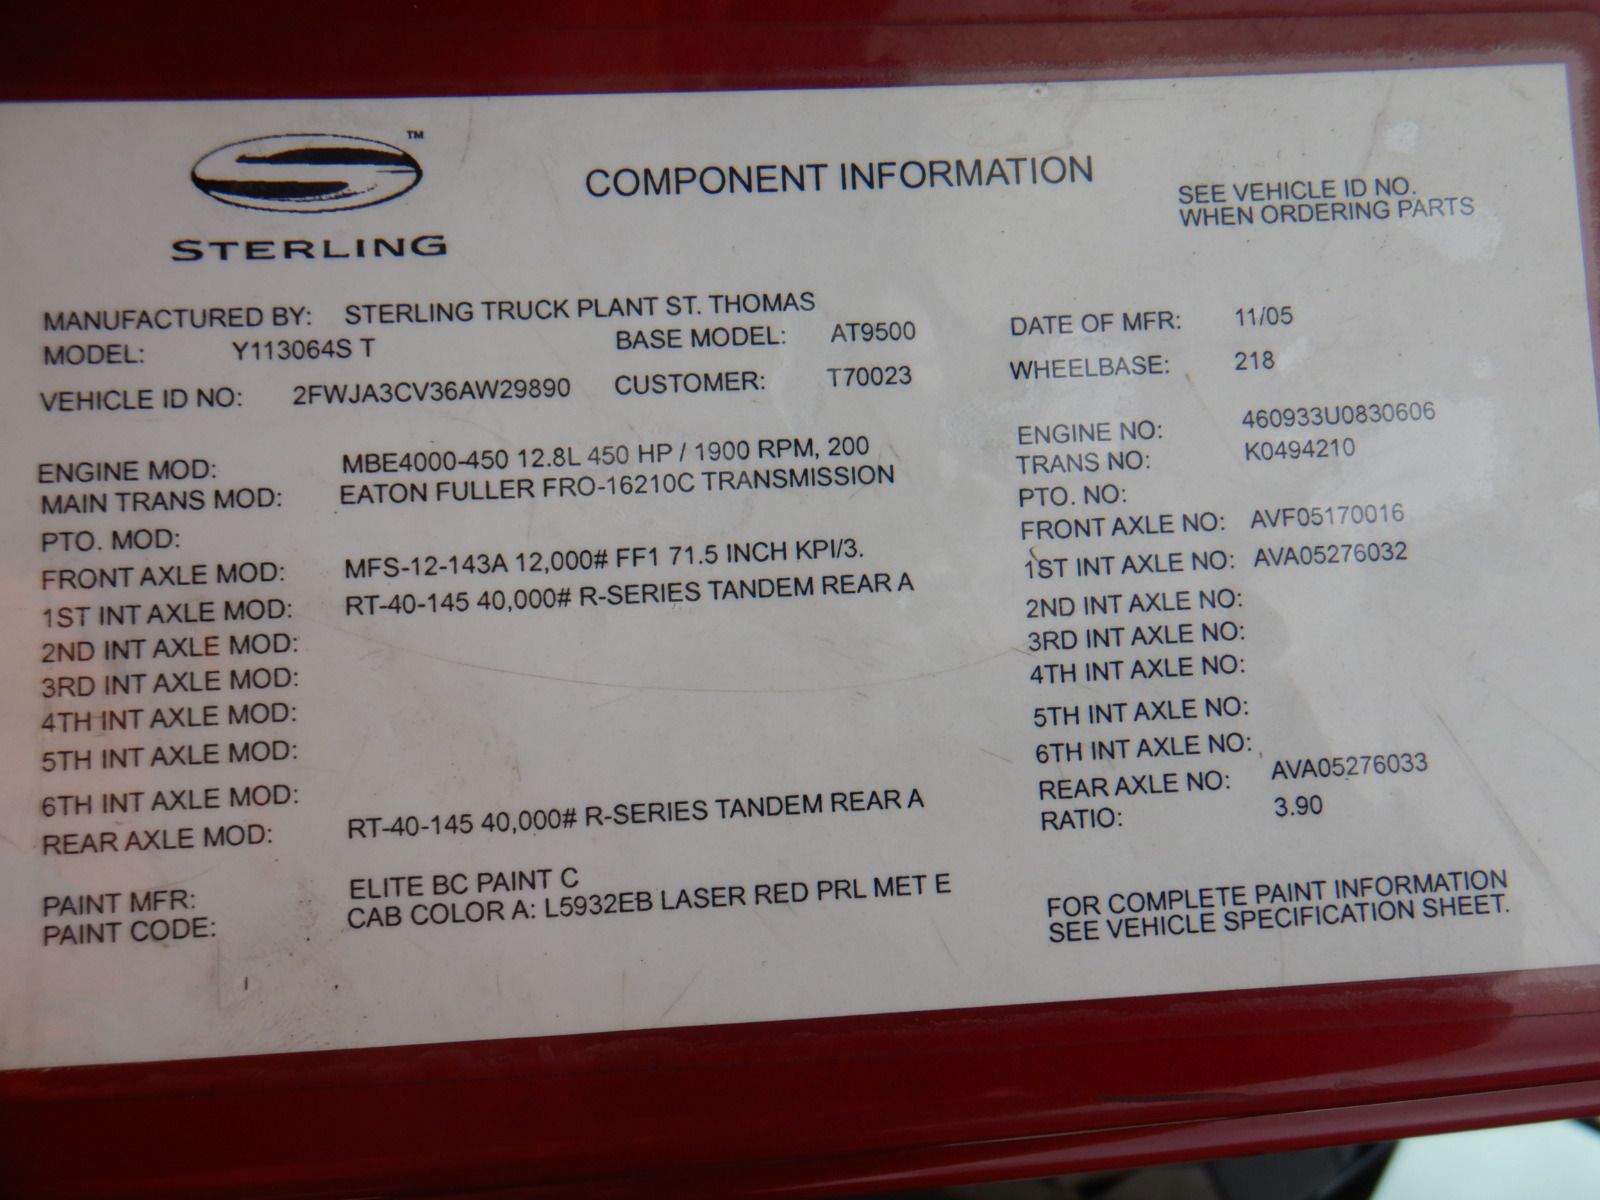 TM
STERLING
COMPONENT INFORMATION
SEE VEHICLE ID NO.
WHEN ORDERING PARTS
MANUFACTURED BY: STERLING TRUCK PLANT ST. THOMAS
MODEL: Y113064S T BASE MODEL: AT9500 DATE OF MFR: 11/05
VEHICLE ID NO: 2FWJA3CV36AW29890 CUSTOMER: T70023 WHEELBASE: 218
ENGINE MOD: MBE4000-450 12.8L 450 HP / 1900 RPM, 200 ENGINE NO: 460933U0830606
MAIN TRANS MOD: EATON FULLER FRO-16210C TRANSMISSION TRANS NO: K0494210
PTO. MOD: PTO. NO:
FRONT AXLE MOD: MFS-12-143A 12,000# FF1 71.5 INCH KPI/3. FRONT AXLE NO: AVF05170016
1ST INT AXLE MOD: RT-40-145 40,000# R-SERIES TANDEM REAR A 1ST INT AXLE NO: AVA05276032
2ND INT AXLE MOD: 2ND INT AXLE NO:
3RD INT AXLE MOD: 3RD INT AXLE NO:
4TH INT AXLE MOD: 4TH INT AXLE NO:
5TH INT AXLE MOD: 5TH INT AXLE NO:
6TH INT AXLE MOD: 6TH INT AXLE NO:
REAR AXLE MOD: RT-40-145 40,000# R-SERIES TANDEM REAR A REAR AXLE NO: AVA05276033
RATIO: 3.90
PAINT MFR: ELITE BC PAINT C
PAINT CODE: CAB COLOR A: L5932EB LASER RED PRL MET E
FOR COMPLETE PAINT INFORMATION
SEE VEHICLE SPECIFICATION SHEET.